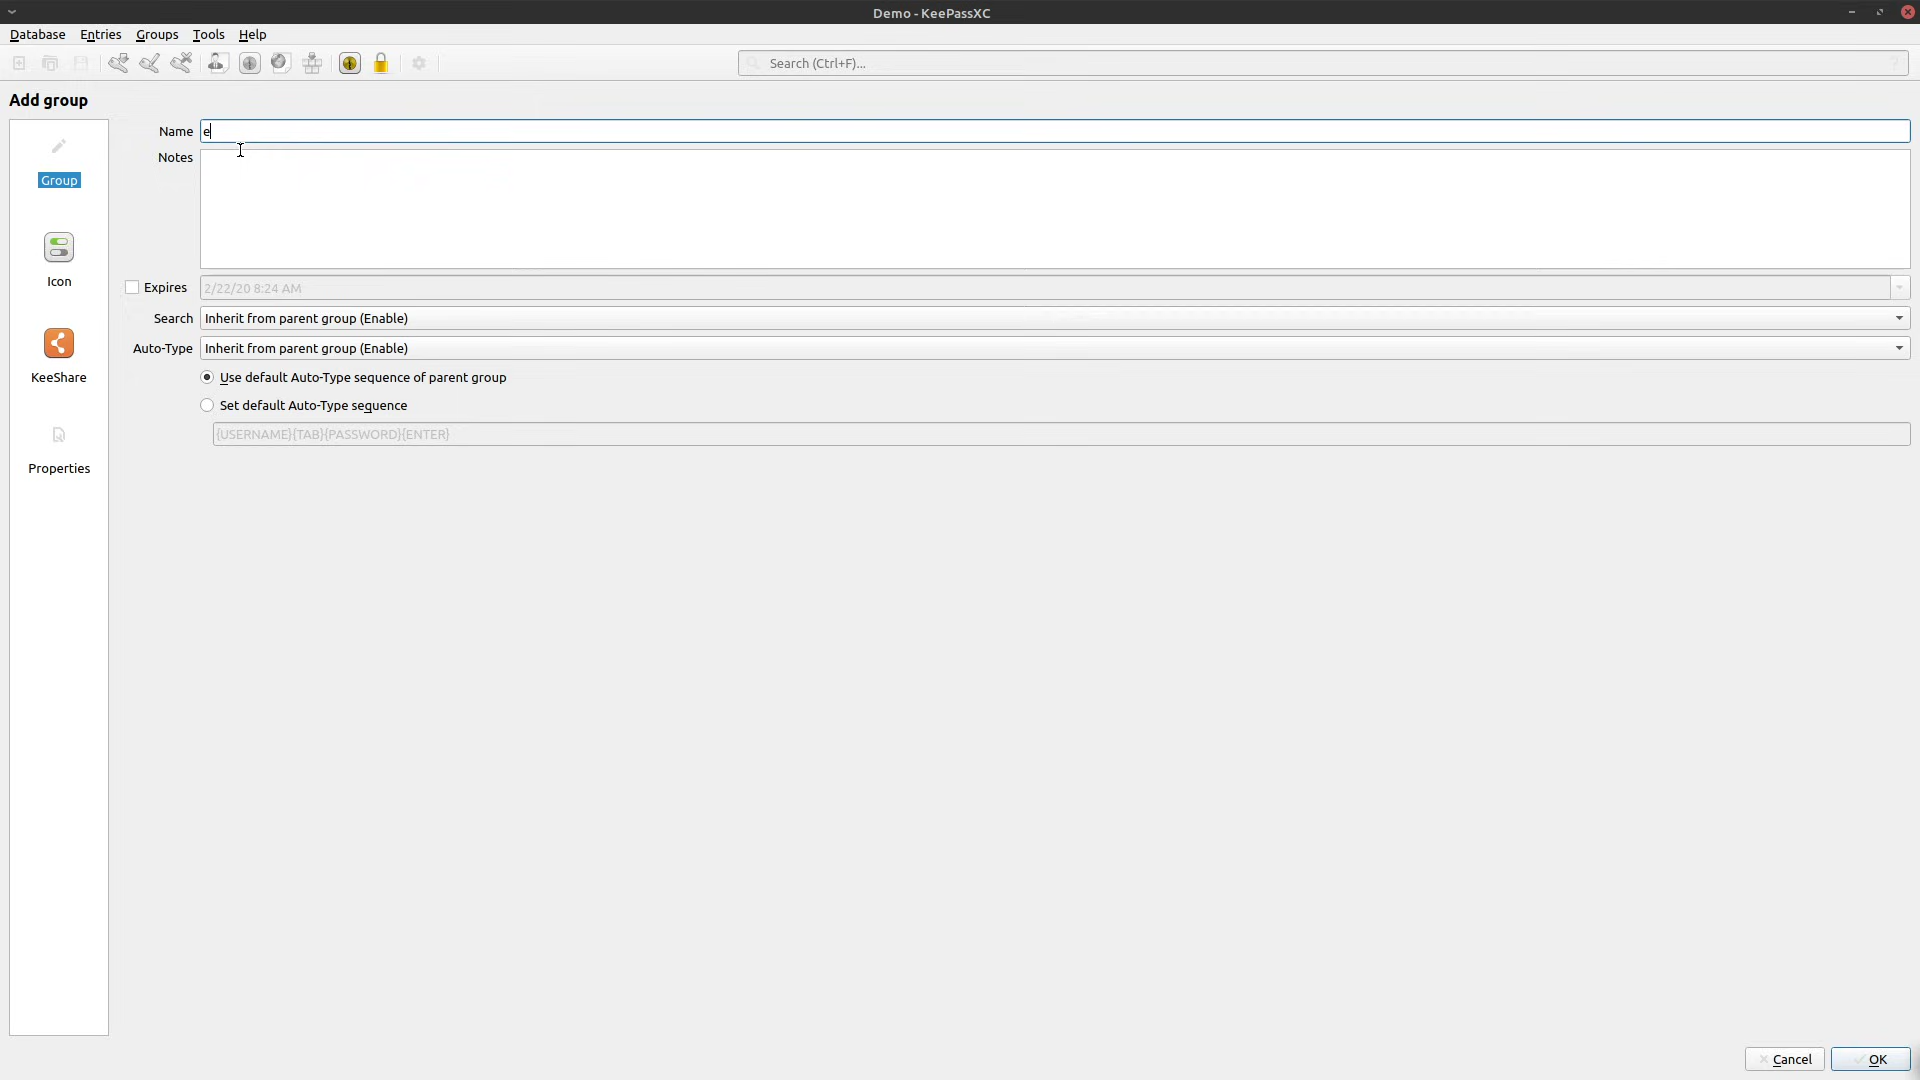 Demo - KeePassXC
Database Entries Groups Tools Help
Search (Ctrl+F)...
?
Add group
Name e
Notes
Group
Icon
Expires 2/22/20 8:24 AM
Search Inherit from parent group (Enable)
Auto-Type Inherit from parent group (Enable)
KeeShare
Use default Auto-Type sequence of parent group
Set default Auto-Type sequence
{USERNAME}{TAB}{PASSWORD}{ENTER}
Properties
Cancel OK